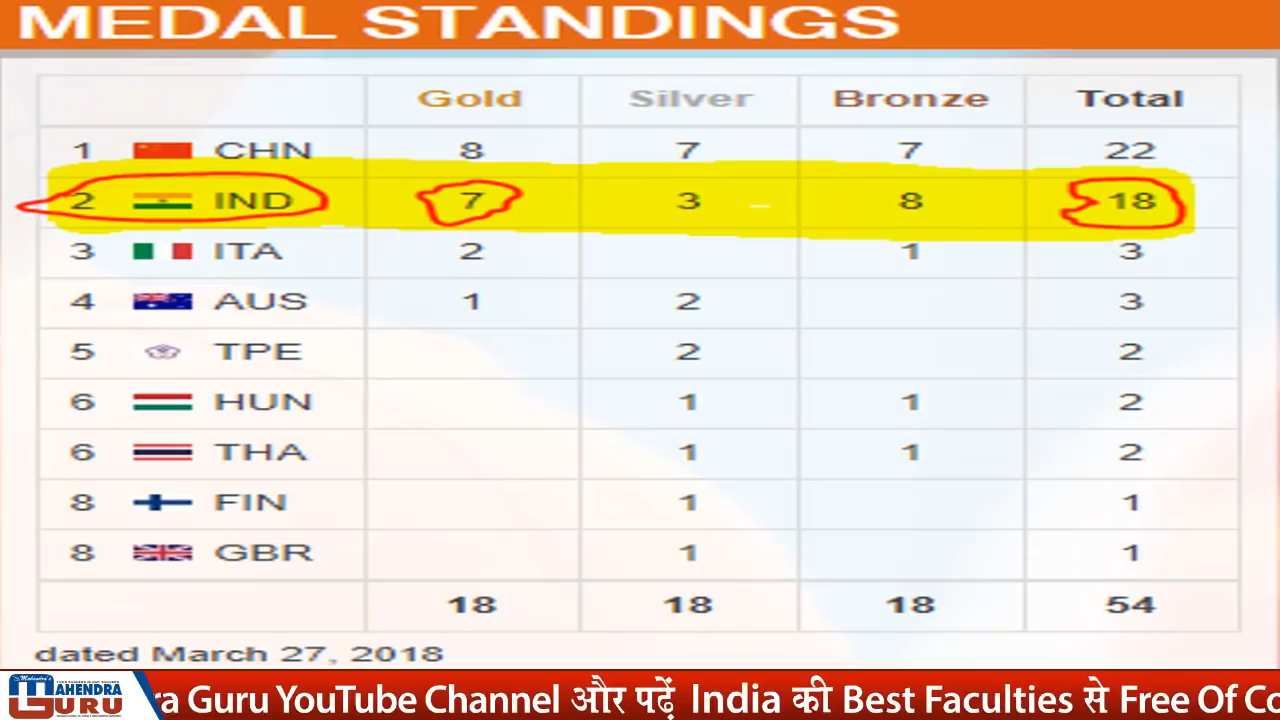 MEDAL STANDINGS
Gold Silver Bronze Total
1 CHN 8 7 7 22
2 IND 7 3 8 18
3 ITA 2 1 3
4 AUS 1 2 3
5 TPE 2 2
6 HUN 1 1 2
6 THA 1 1 2
8 FIN 1 1
8 GBR 1 1
18 18 18 54
dated March 27, 2018
Mahendra's
MAHENDRA
GURU
ra Guru YouTube Channel और पढ़ें India की Best Faculties से Free Of Co